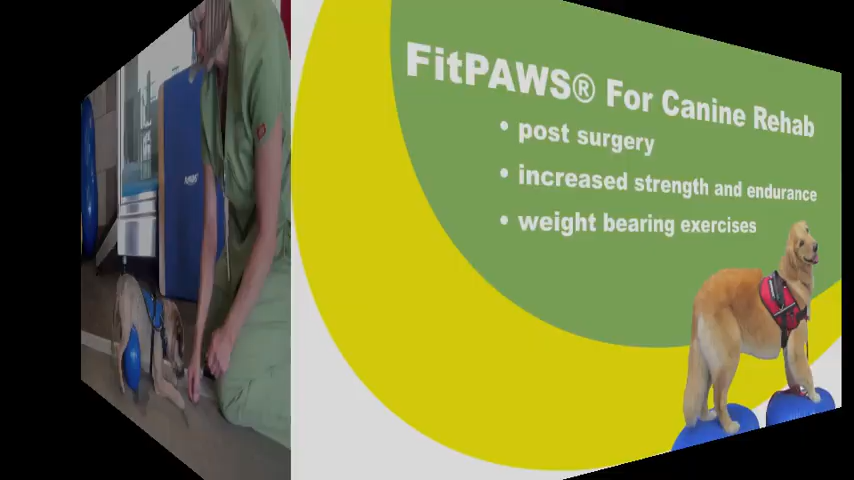 FitPAWS® For Canine Rehab
• post surgery
• increased strength and endurance
• weight bearing exercises